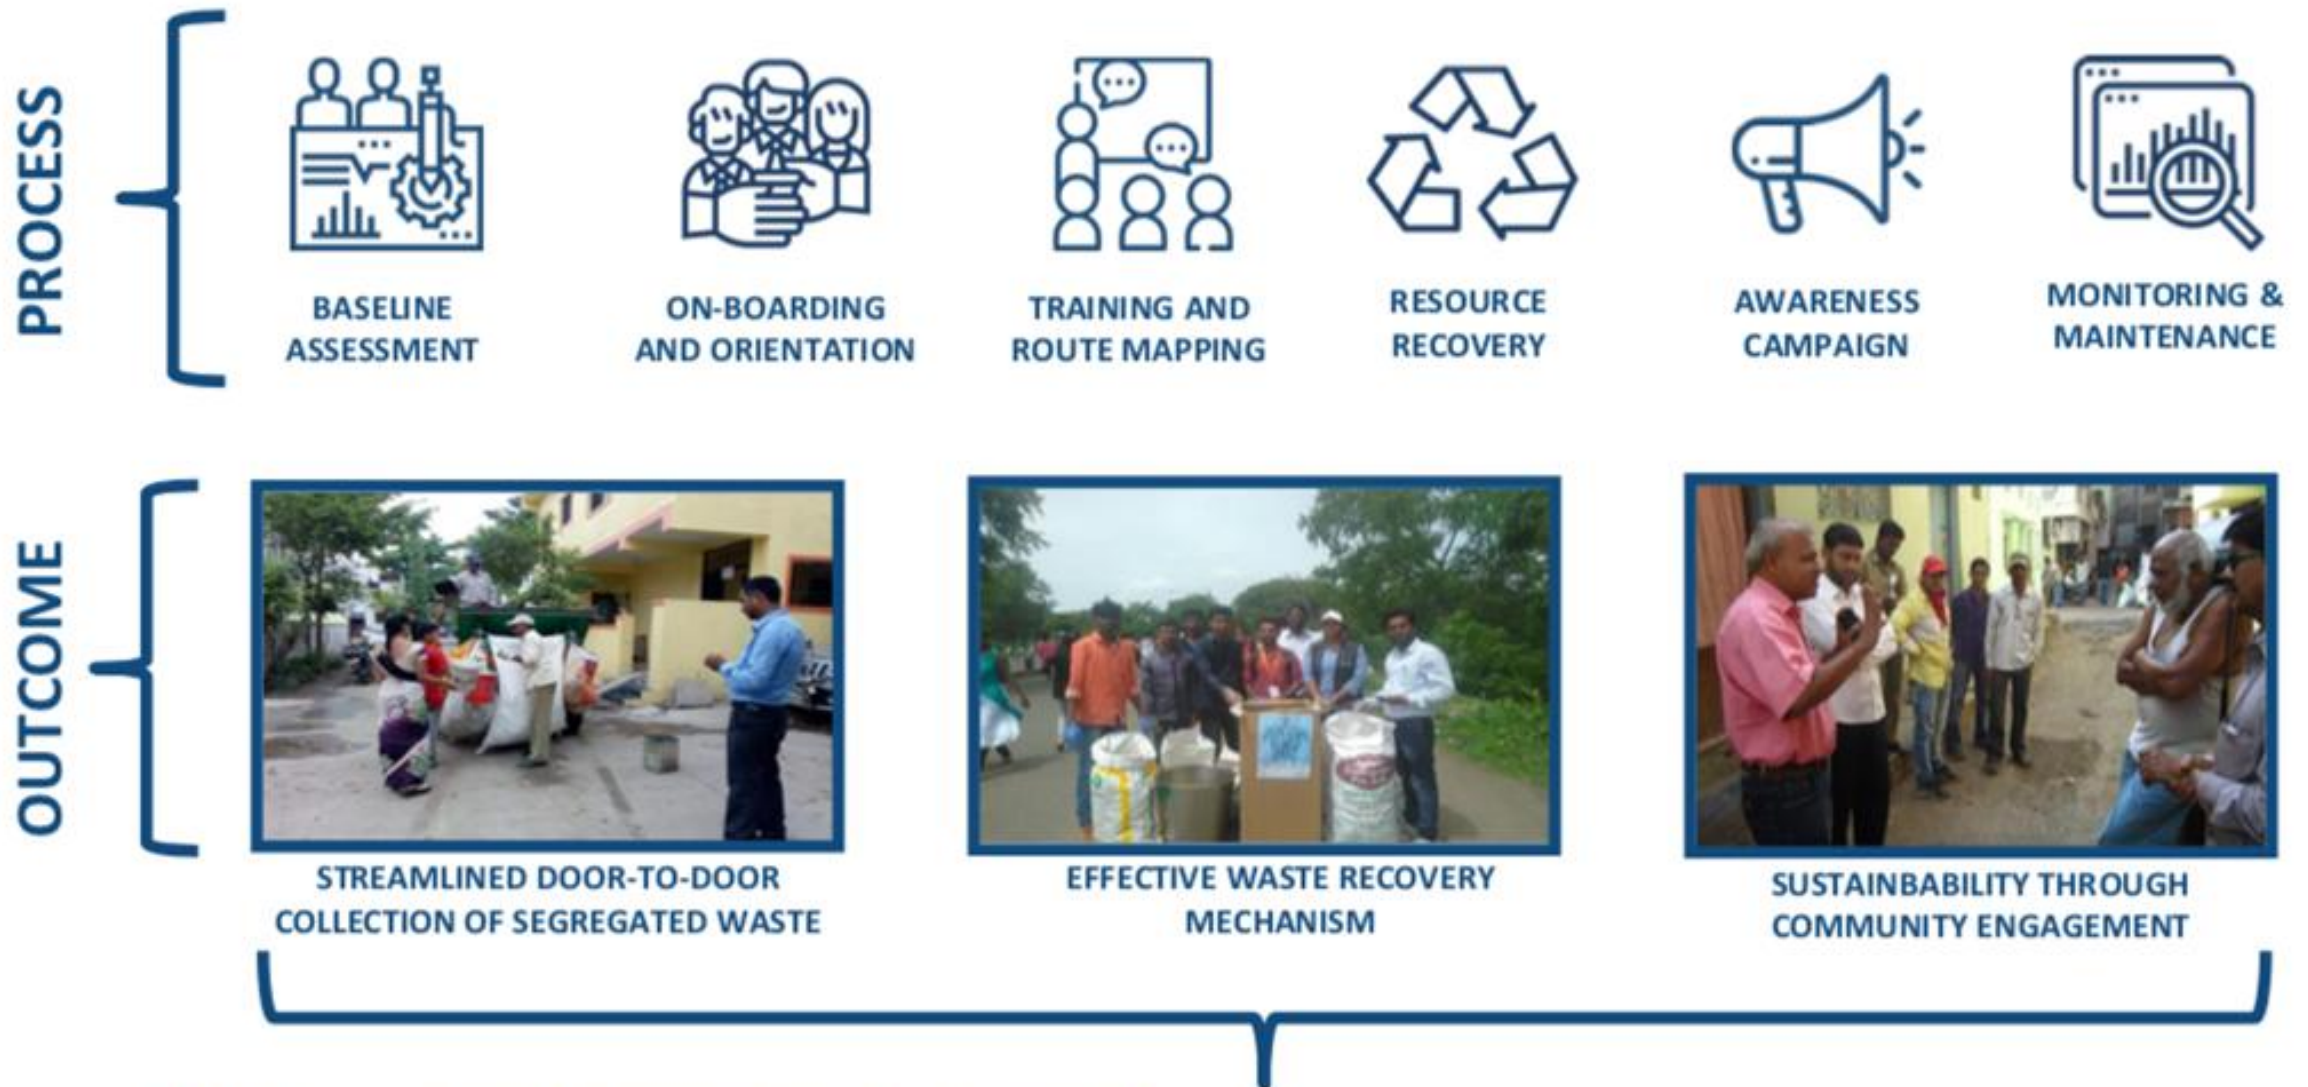 PROCESS
BASELINE
ASSESSMENT
ON-BOARDING
AND ORIENTATION
TRAINING AND
ROUTE MAPPING
RESOURCE
RECOVERY
AWARENESS
CAMPAIGN
MONITORING &
MAINTENANCE
OUTCOME
STREAMLINED DOOR-TO-DOOR
COLLECTION OF SEGREGATED WASTE
EFFECTIVE WASTE RECOVERY
MECHANISM
SUSTAINBABILITY THROUGH
COMMUNITY ENGAGEMENT